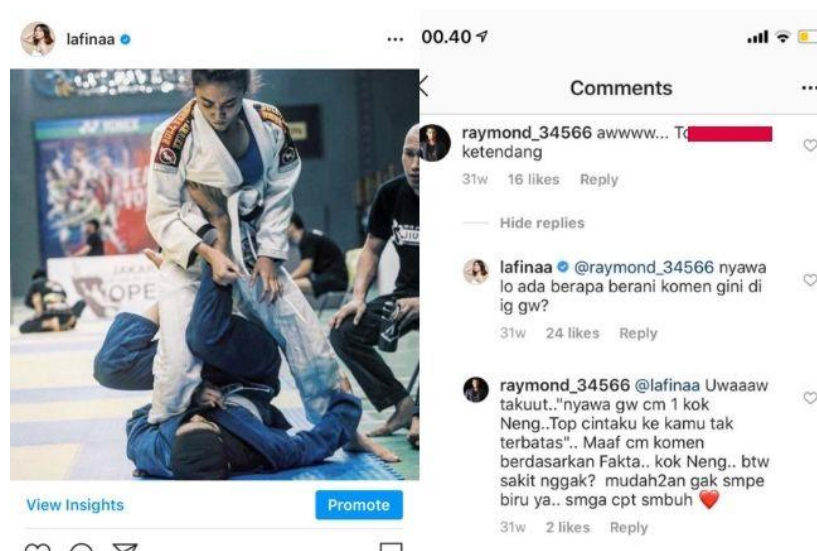 lafinaa
00.40
Comments
YONEX
JAKAR
OPE
raymond_34566 awwww...
ketendang
31w 16 likes Reply
Hide replies
lafinaa @raymond_34566 nyawa
lo ada berapa berani komen gini di
ig gw?
31w 24 likes Reply
raymond_34566 @lafinaa Uwaaaw
takuut.."nyawa gw cm 1 kok
Neng..Top cintaku ke kamu tak
terbatas".. Maaf cm komen
berdasarkan Fakta.. kok Neng.. btw
sakit nggak? mudah2an gak smpe
biru ya.. smga cpt smbuh ❤️
31w 2 likes Reply
View Insights
Promote